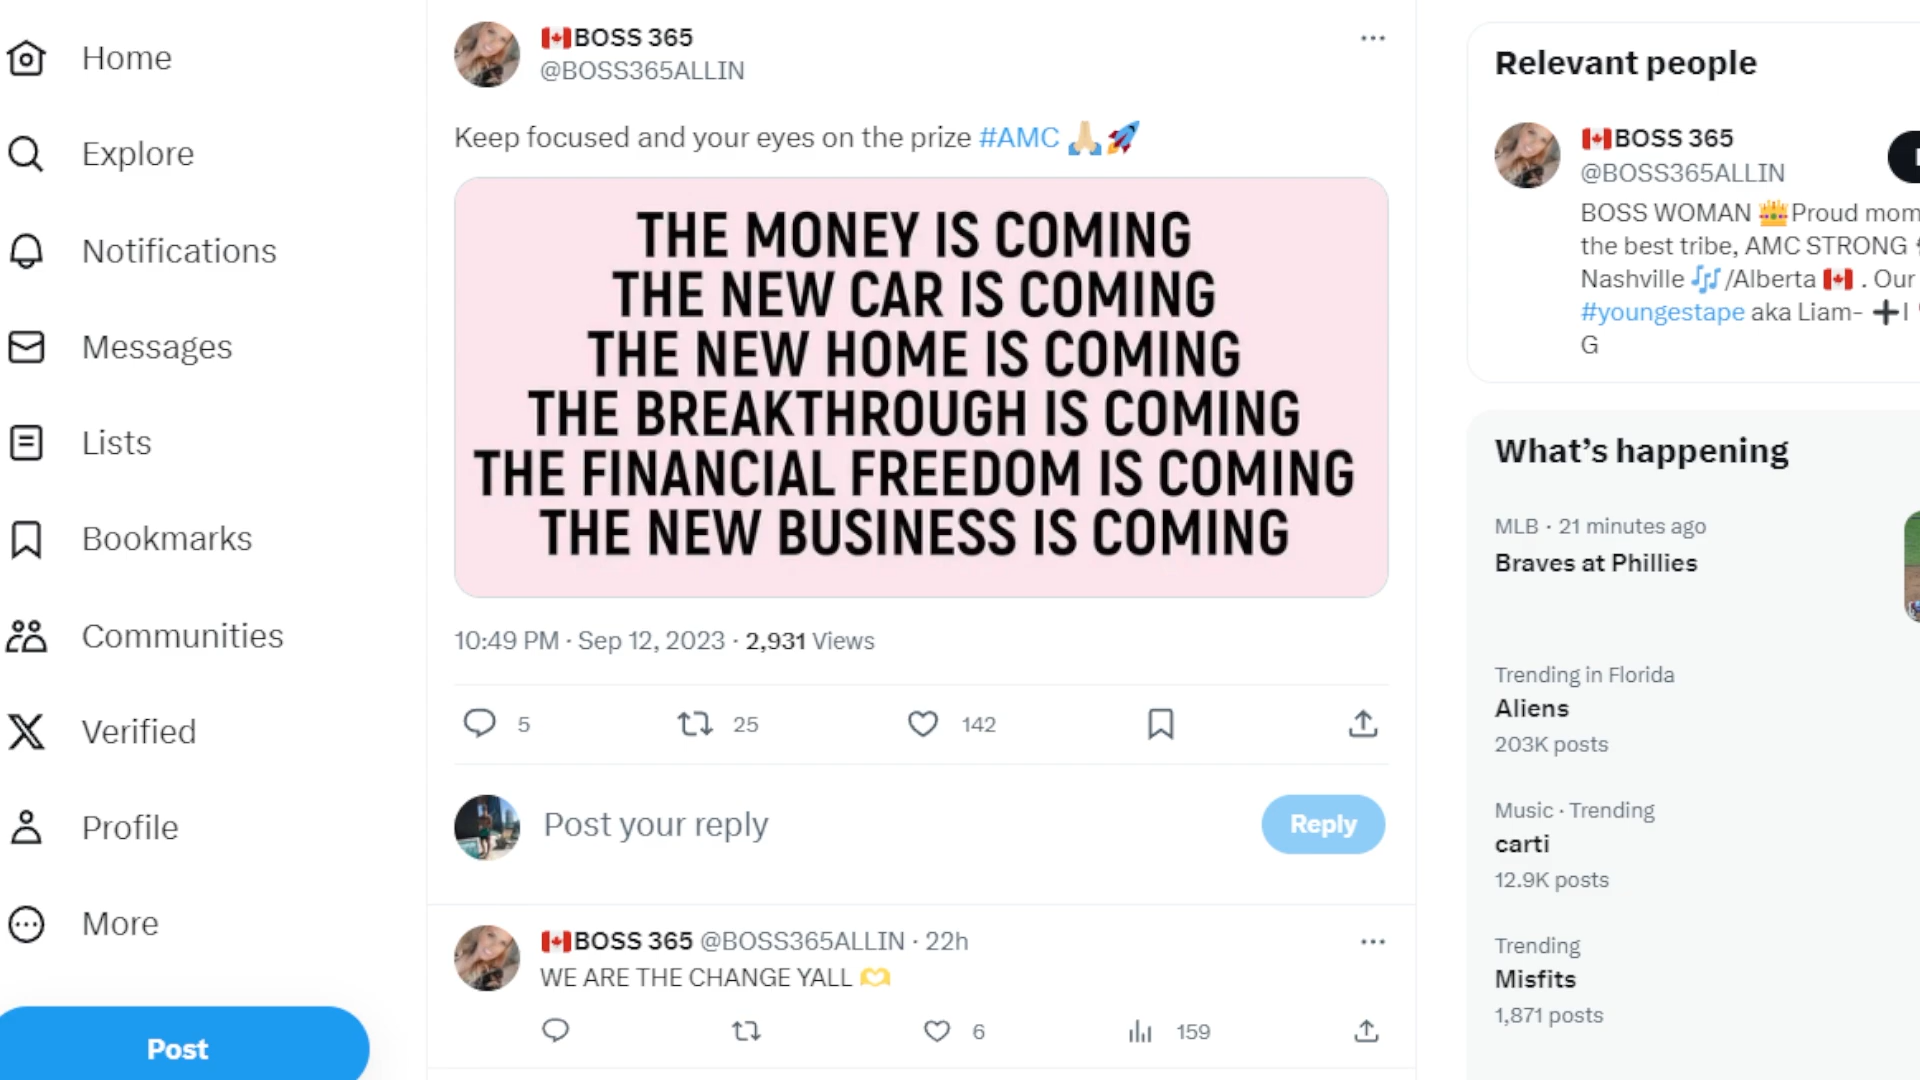 Home
Explore
Notifications
Messages
Lists
Bookmarks
Communities
Verified
Profile
More
Post
🇨🇦BOSS 365
@BOSS365ALLIN
Keep focused and your eyes on the prize #AMC 🙏🏼🚀
THE MONEY IS COMING
THE NEW CAR IS COMING
THE NEW HOME IS COMING
THE BREAKTHROUGH IS COMING
THE FINANCIAL FREEDOM IS COMING
THE NEW BUSINESS IS COMING
10:49 PM · Sep 12, 2023 · 2,931 Views
5 25 142
Post your reply
Reply
🇨🇦BOSS 365 @BOSS365ALLIN · 22h
WE ARE THE CHANGE YALL 🫶
6 159
Relevant people
🇨🇦BOSS 365
@BOSS365ALLIN
BOSS WOMAN 👑Proud mom
the best tribe, AMC STRONG
Nashville 🎶/Alberta 🇨🇦 . Our
#youngestape aka Liam- ➕I
G
What’s happening
MLB · 21 minutes ago
Braves at Phillies
Trending in Florida
Aliens
203K posts
Music · Trending
carti
12.9K posts
Trending
Misfits
1,871 posts